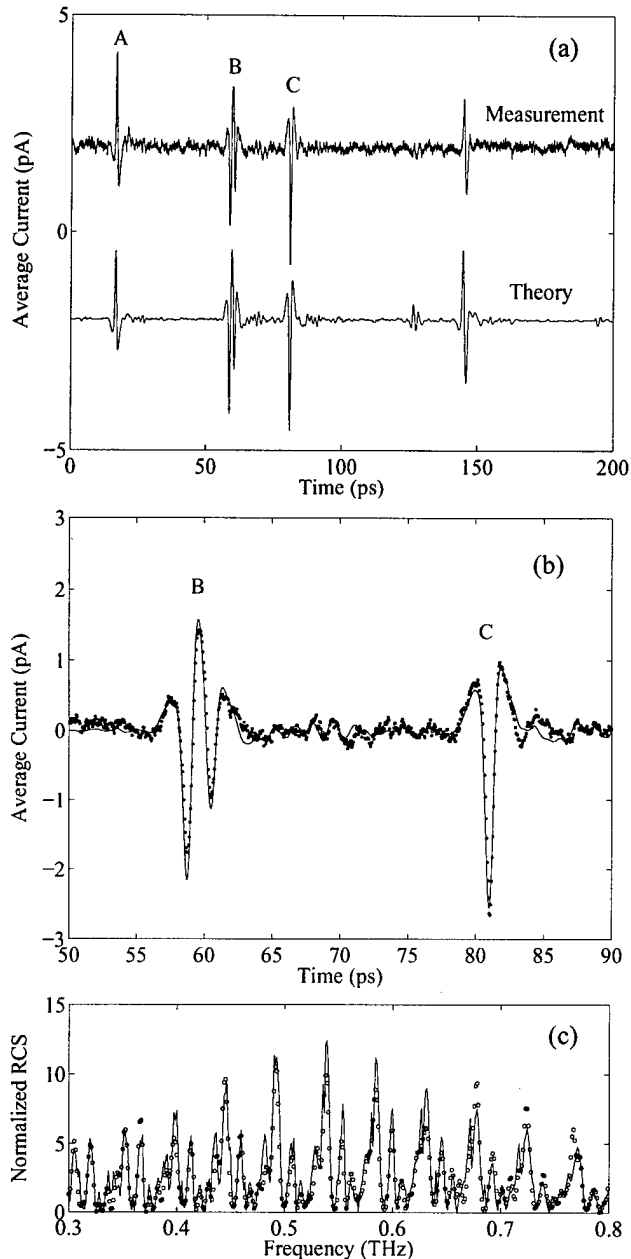 5
A
(a)
B
C
Measurement
Average Current (pA)
0
Theory
−5
0 50 100 150 200
Time (ps)
3
(b)
B
2
C
1
Average Current (pA)
0
−1
−2
−3
50 55 60 65 70 75 80 85 90
Time (ps)
15
(c)
Normalized RCS
10
5
0
0.3 0.4 0.5 0.6 0.7 0.8
Frequency (THz)